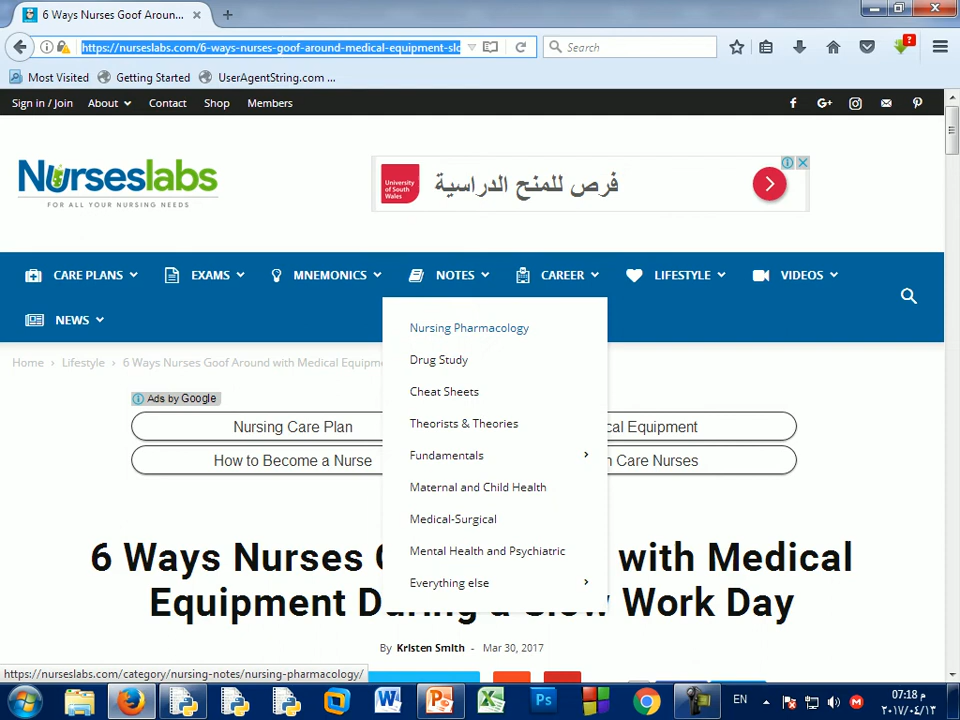 6 Ways Nurses Goof Aroun...
https://nurseslabs.com/6-ways-nurses-goof-around-medical-equipment-slo
Search
?
Most Visited
Getting Started
UserAgentString.com ...
Sign in / Join
About
Contact
Shop
Members
Nurseslabs
FOR ALL YOUR NURSING NEEDS
University of South Wales
فرص للمنح الدراسية
CARE PLANS
EXAMS
MNEMONICS
NOTES
CAREER
LIFESTYLE
VIDEOS
NEWS
Nursing Pharmacology
Drug Study
Cheat Sheets
Theorists & Theories
Fundamentals
Maternal and Child Health
Medical-Surgical
Mental Health and Psychiatric
Everything else
Home > Lifestyle > 6 Ways Nurses Goof Around with Medical Equipm
Ads by Google
Nursing Care Plan
cal Equipment
How to Become a Nurse
Care Nurses
6 Ways Nurses G with Medical
Equipment During a Slow Work Day
By Kristen Smith - Mar 30, 2017
https://nurseslabs.com/category/nursing-notes/nursing-pharmacology/
EN
07:18 م
٢٠١٧/٠٤/١٣